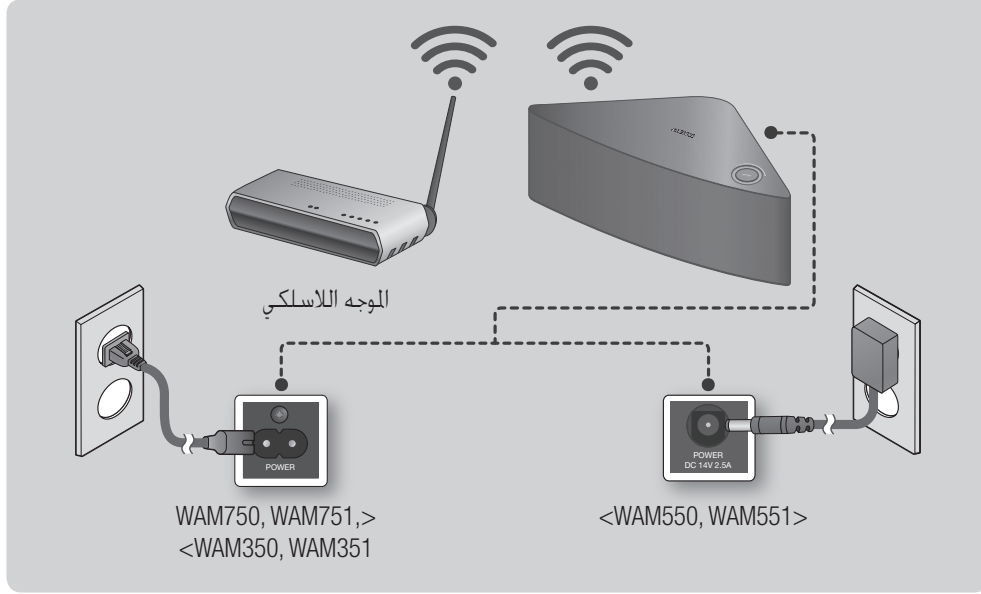 الموجه اللاسلكي
POWER
WAM750, WAM751,>
<WAM350, WAM351
POWER
DC 14V 2.5A
<WAM550, WAM551>